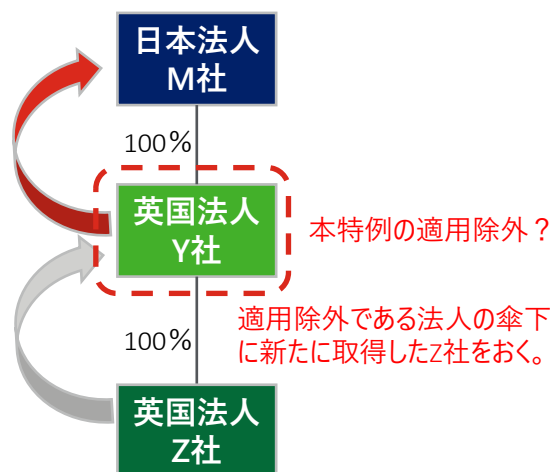 日本法人
M社
100%
英国法人
Y社
本特例の適用除外？
適用除外である法人の傘下
に新たに取得したZ社をおく。
100%
英国法人
Z社